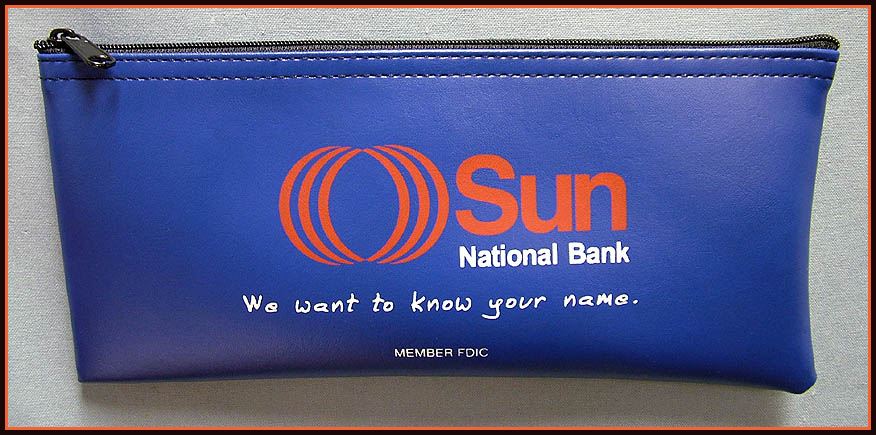 Sun
National Bank
We want to know your name.
MEMBER FDIC